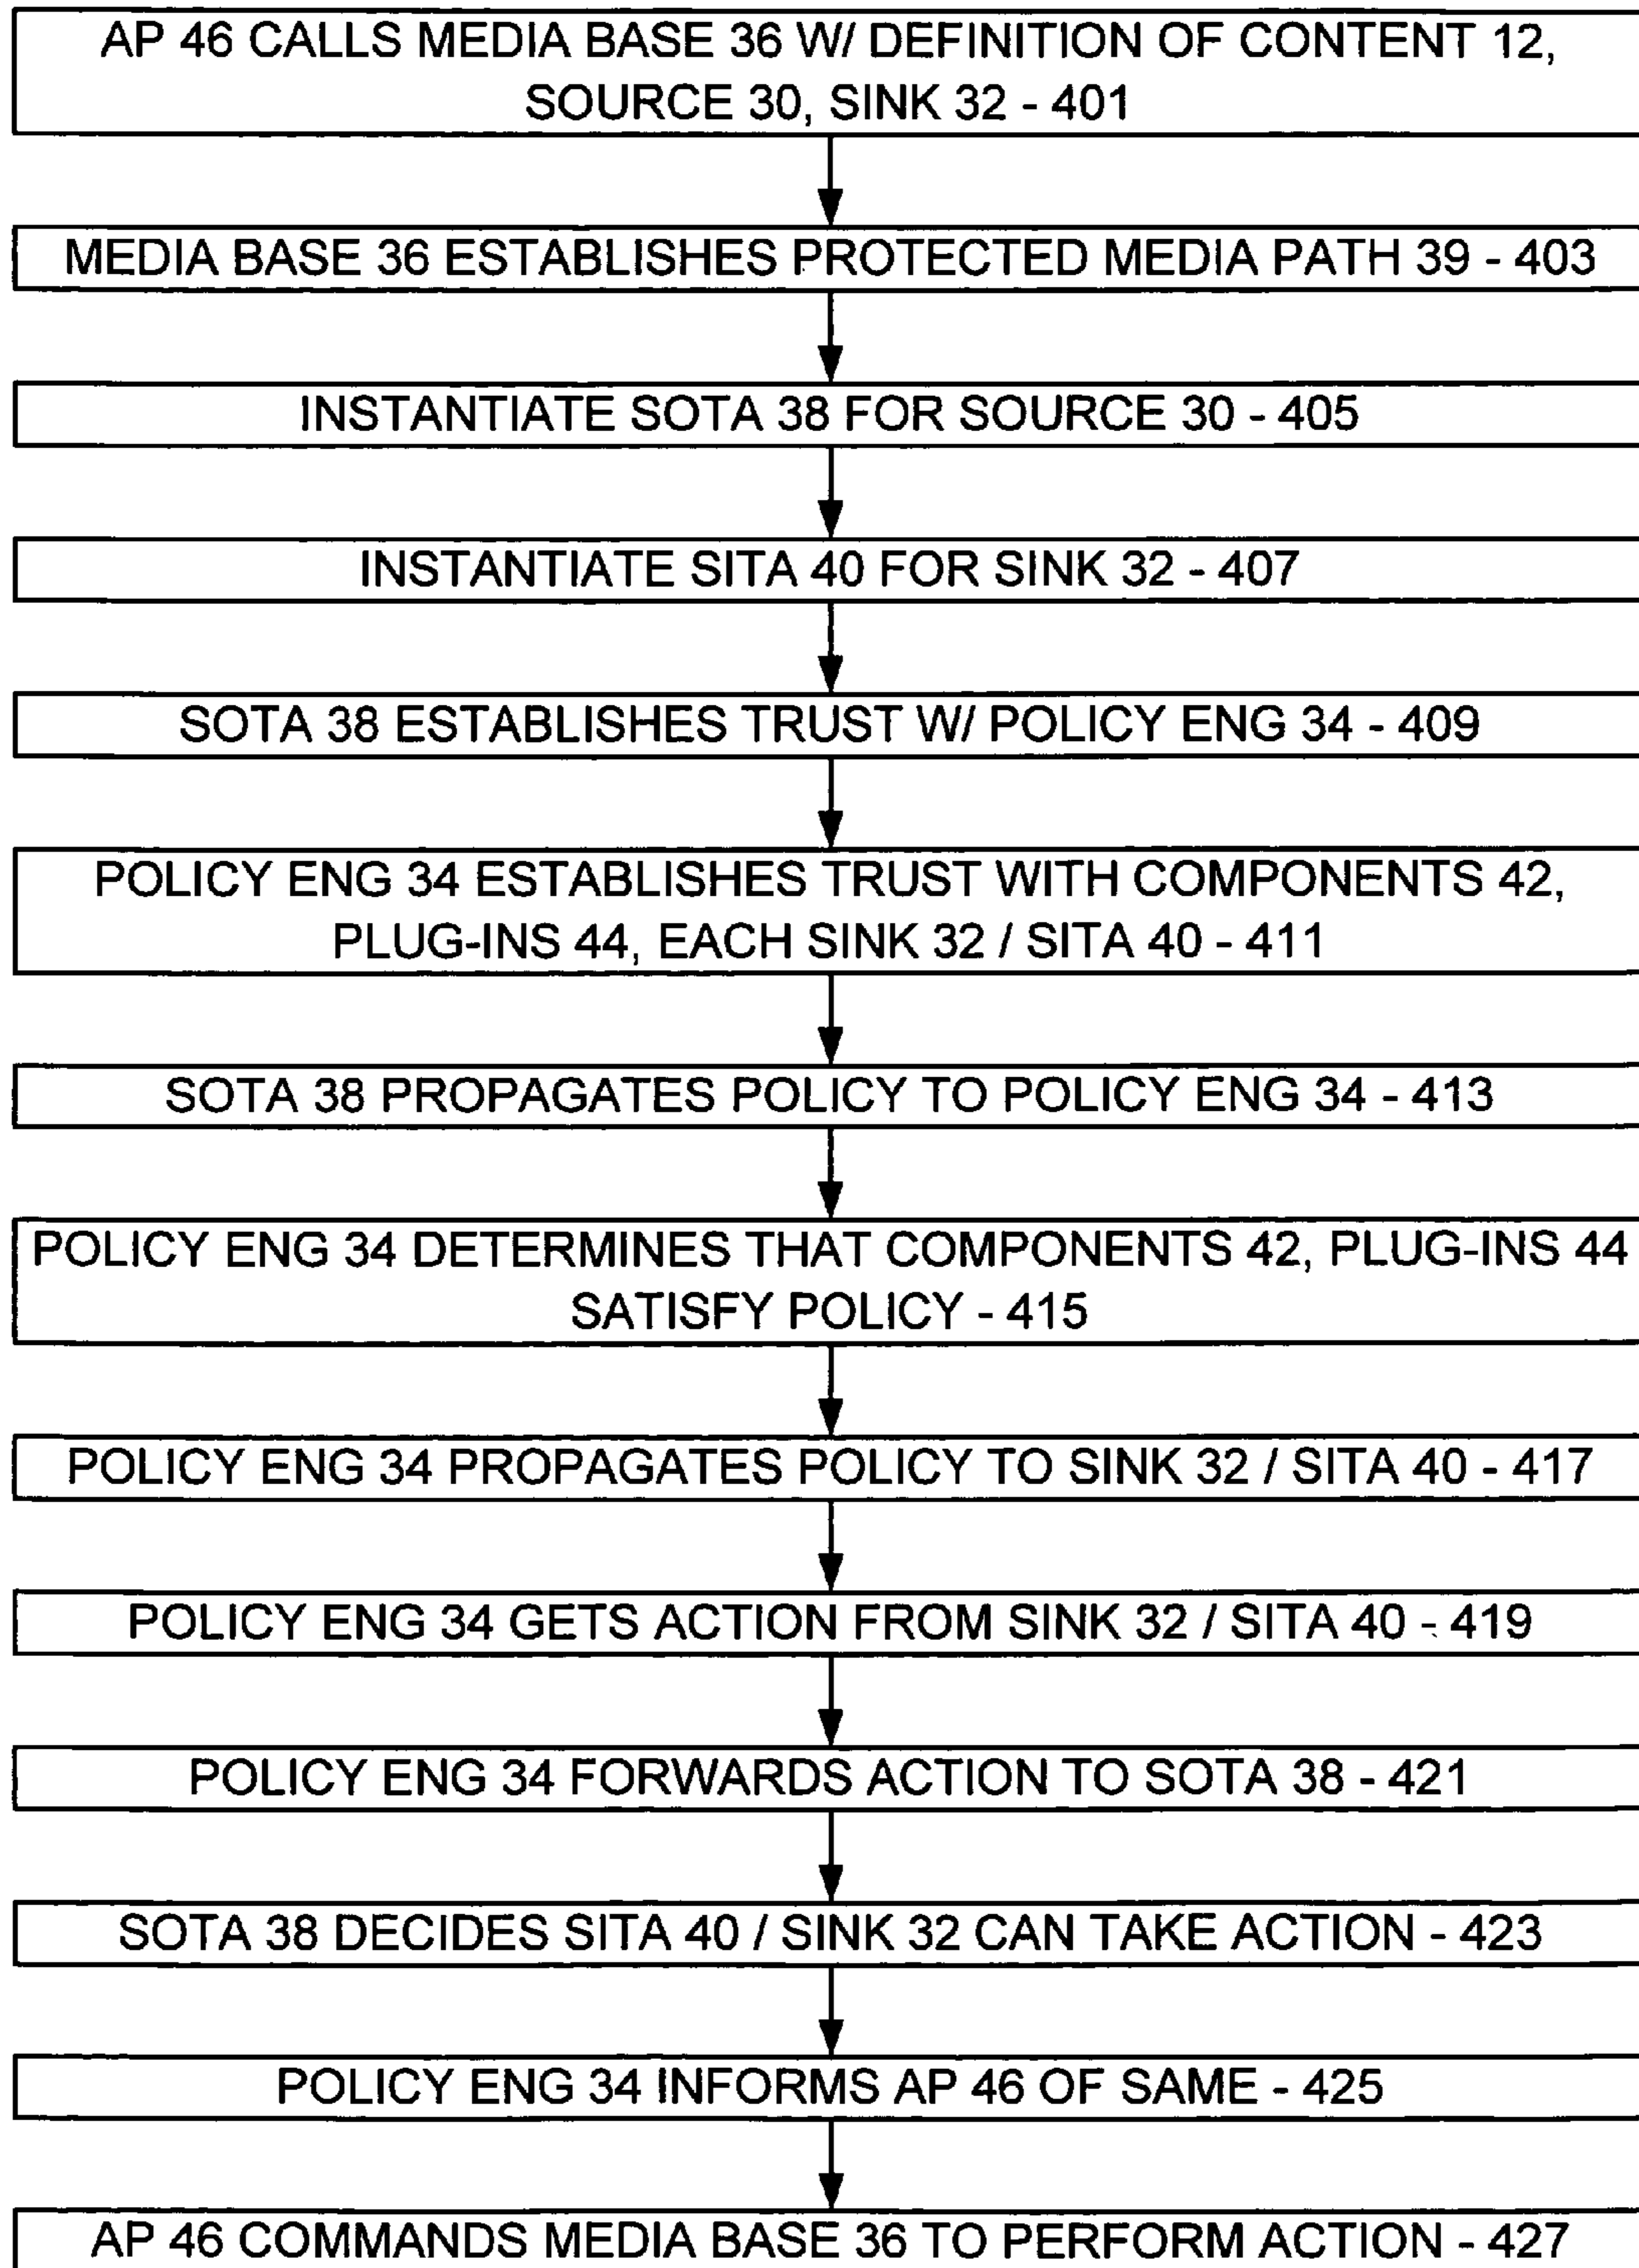 AP 46 CALLS MEDIA BASE 36 W/ DEFINITION OF CONTENT 12,
SOURCE 30, SINK 32 - 401
MEDIA BASE 36 ESTABLISHES PROTECTED MEDIA PATH 39 - 403
INSTANTIATE SOTA 38 FOR SOURCE 30 - 405
INSTANTIATE SITA 40 FOR SINK 32 - 407
SOTA 38 ESTABLISHES TRUST W/ POLICY ENG 34 - 409
POLICY ENG 34 ESTABLISHES TRUST WITH COMPONENTS 42,
PLUG-INS 44, EACH SINK 32 / SITA 40 - 411
SOTA 38 PROPAGATES POLICY TO POLICY ENG 34 - 413
POLICY ENG 34 DETERMINES THAT COMPONENTS 42, PLUG-INS 44
SATISFY POLICY - 415
POLICY ENG 34 PROPAGATES POLICY TO SINK 32 / SITA 40 - 417
POLICY ENG 34 GETS ACTION FROM SINK 32 / SITA 40 - 419
POLICY ENG 34 FORWARDS ACTION TO SOTA 38 - 421
SOTA 38 DECIDES SITA 40 / SINK 32 CAN TAKE ACTION - 423
POLICY ENG 34 INFORMS AP 46 OF SAME - 425
AP 46 COMMANDS MEDIA BASE 36 TO PERFORM ACTION - 427